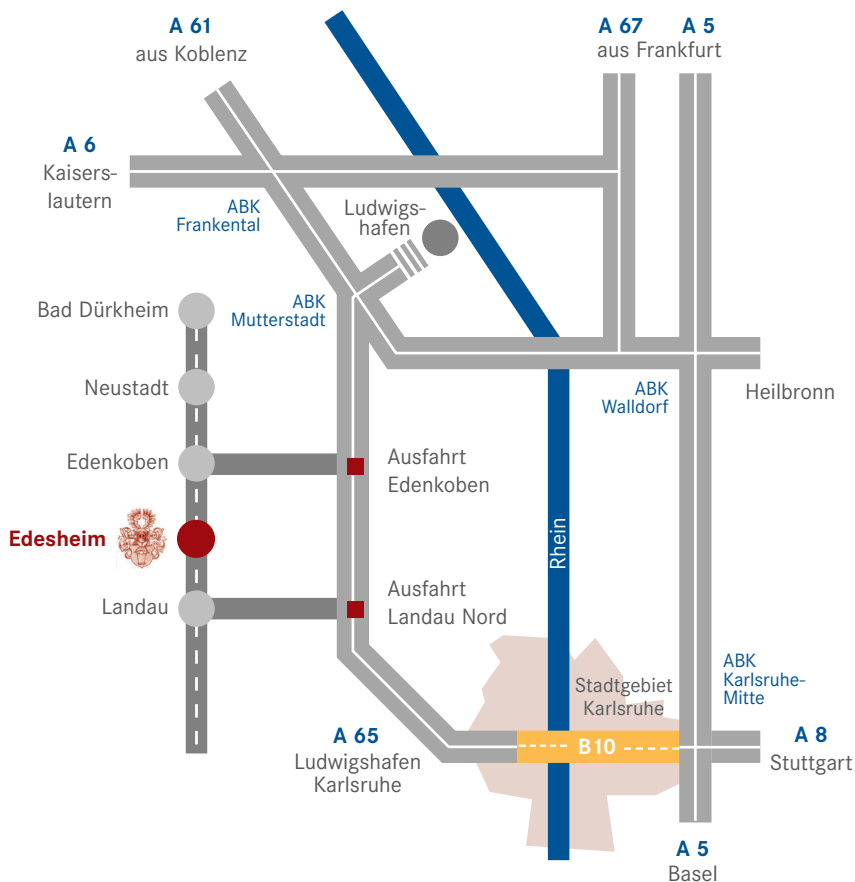 A 61
aus Koblenz
A 67
A 5
aus Frankfurt
A 6
Kaisers-
lautern
ABK
Frankental
Ludwigs-
hafen
Bad Dürkheim
ABK
Mutterstadt
Neustadt
ABK
Walldorf
Heilbronn
Edenkoben
Ausfahrt
Edenkoben
Edesheim
Rhein
Landau
Ausfahrt
Landau Nord
Stadtgebiet
Karlsruhe
ABK
Karlsruhe-
Mitte
A 65
Ludwigshafen
Karlsruhe
B10
A 8
Stuttgart
A 5
Basel